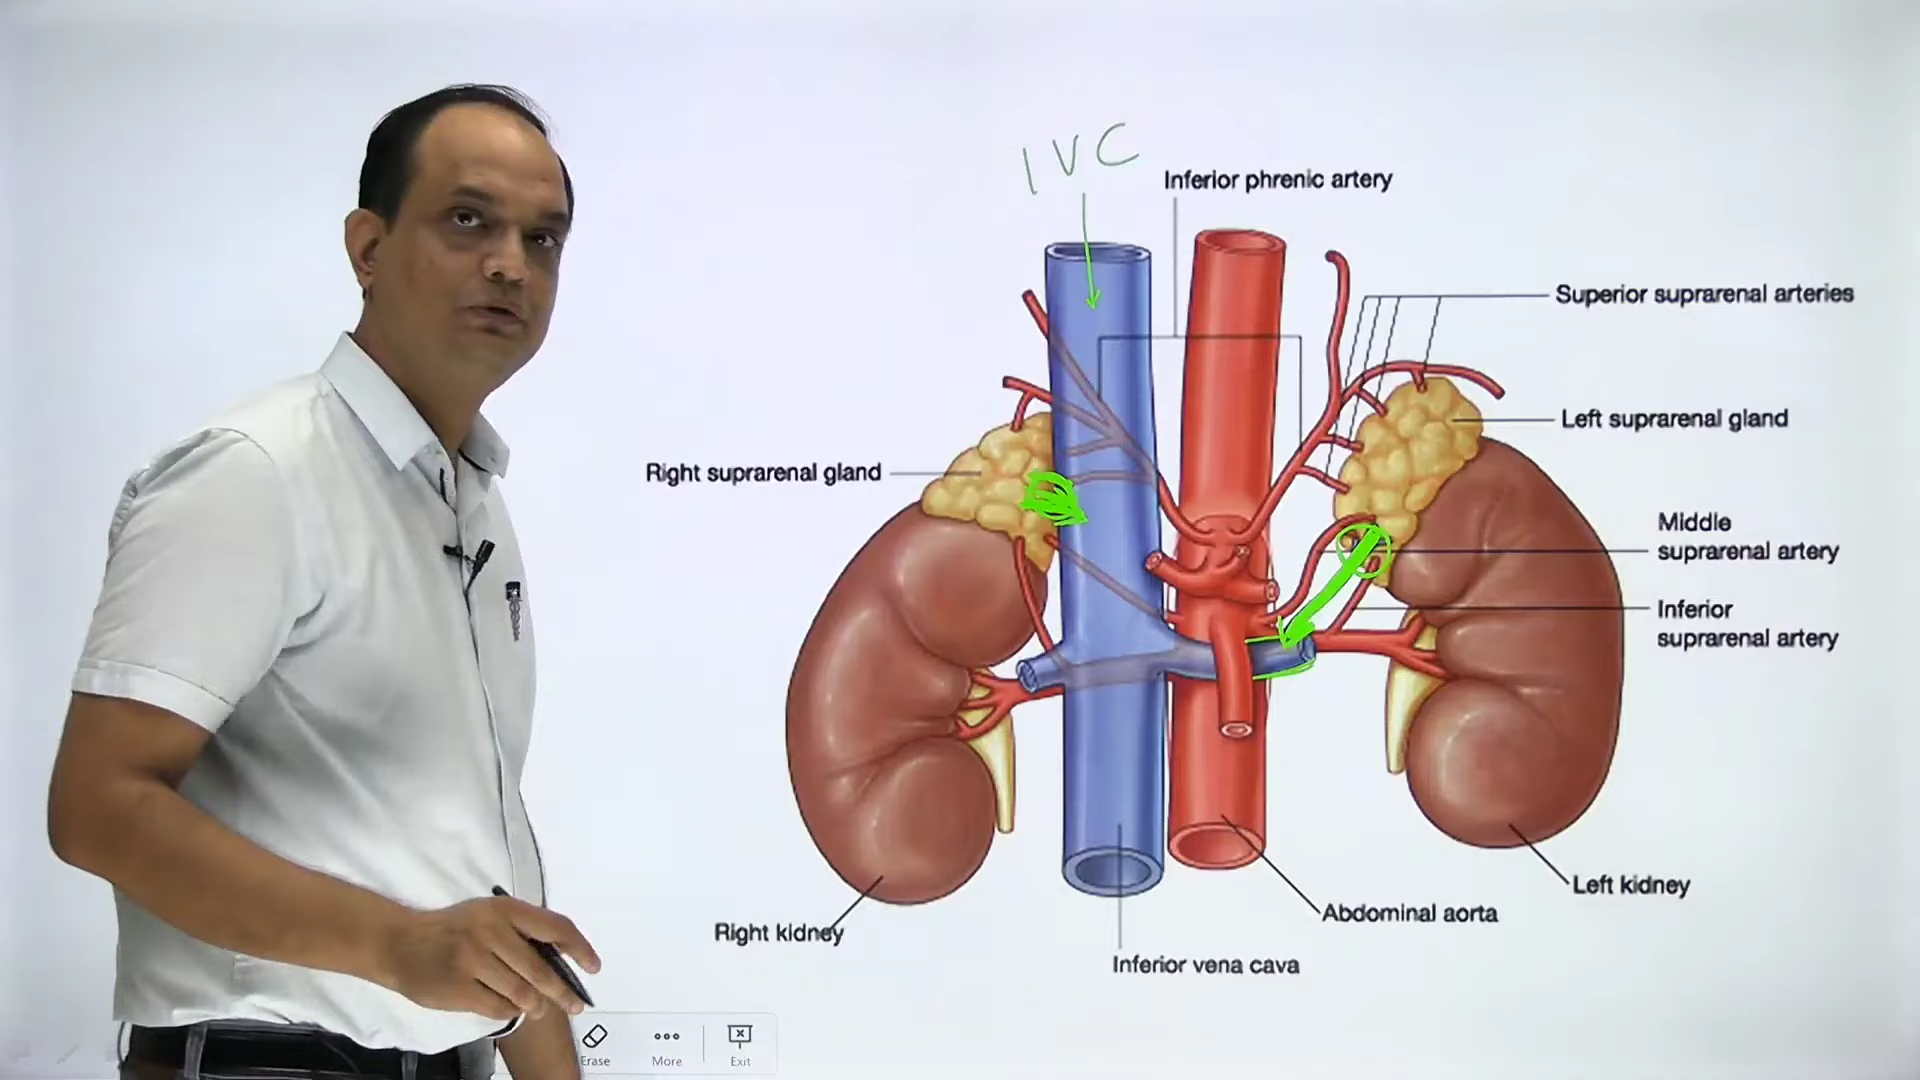 IVC
Inferior phrenic artery
Superior suprarenal arteries
Left suprarenal gland
Right suprarenal gland
Middle
suprarenal artery
Inferior
suprarenal artery
Left kidney
Abdominal aorta
Right kidney
Inferior vena cava
Erase
More
Exit